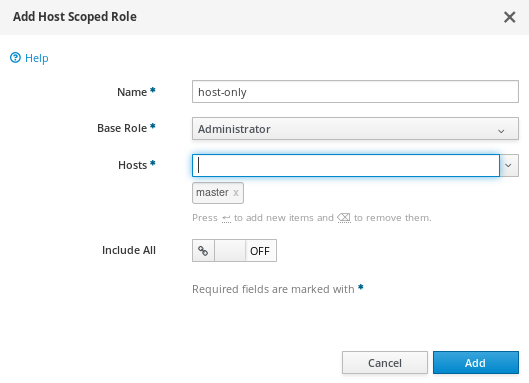 Add Host Scoped Role
Help
Name *
host-only
Base Role *
Administrator
Hosts *
master x
Press ↩ to add new items and ⌫ to remove them.
Include All
OFF
Required fields are marked with *
Cancel
Add